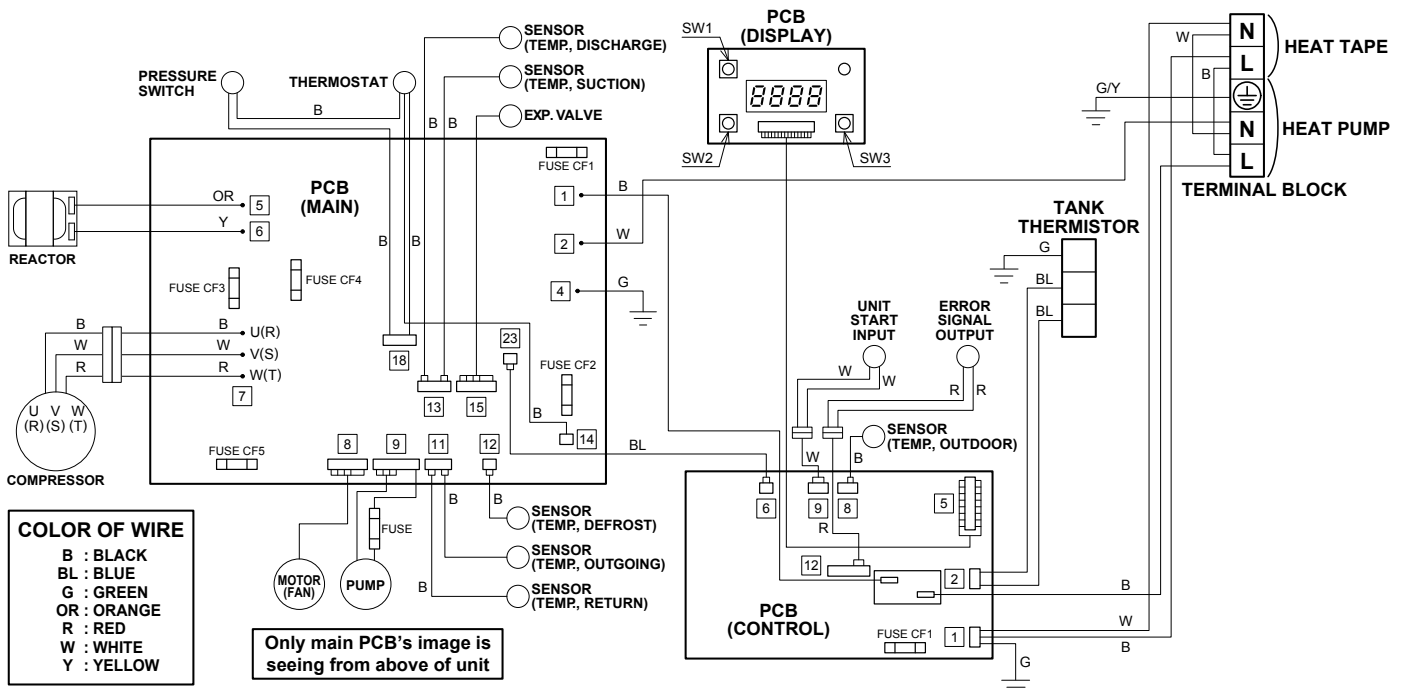 SENSOR
(TEMP., DISCHARGE)
SENSOR
(TEMP., SUCTION)
EXP. VALVE
PRESSURE
SWITCH
THERMOSTAT
B
B
B
SW1
PCB
(DISPLAY)
8888
SW2
SW3
N
L
N
L
W
B
G/Y
HEAT TAPE
HEAT PUMP
TERMINAL BLOCK
TANK
THERMISTOR
G
BL
BL
PCB
(MAIN)
FUSE CF1
1
B
2
W
4
G
OR
5
Y
6
REACTOR
FUSE CF3
FUSE CF4
B
B
B
B
U(R)
W
W
V(S)
R
R
W(T)
7
U V W
(R) (S) (T)
COMPRESSOR
18
23
FUSE CF2
13
15
B
14
FUSE CF5
8
9
11
12
BL
UNIT
START
INPUT
ERROR
SIGNAL
OUTPUT
W
W
R
R
SENSOR
(TEMP., OUTDOOR)
W
B
6
9
8
5
R
12
2
PCB
(CONTROL)
FUSE CF1
1
B
W
B
G
FUSE
B
B
B
MOTOR
(FAN)
PUMP
SENSOR
(TEMP., DEFROST)
SENSOR
(TEMP., OUTGOING)
SENSOR
(TEMP., RETURN)
COLOR OF WIRE
B : BLACK
BL : BLUE
G : GREEN
OR : ORANGE
R : RED
W : WHITE
Y : YELLOW
Only main PCB’s image is
seeing from above of unit